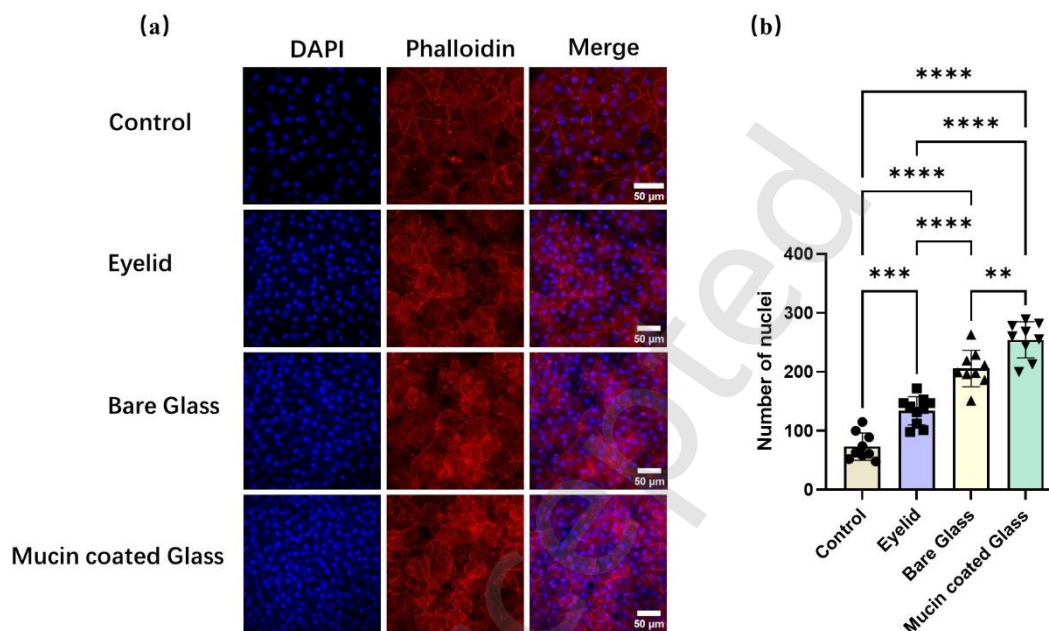 (a)
DAPI Phalloidin Merge
Control
50 µm
Eyelid
50 µm
Bare Glass
50 µm
Mucin coated Glass
50 µm
(b)
****
****
****
****
***
**
Number of nuclei
400
300
200
100
0
Control
Eyelid
Bare Glass
Mucin coated Glass
cepted